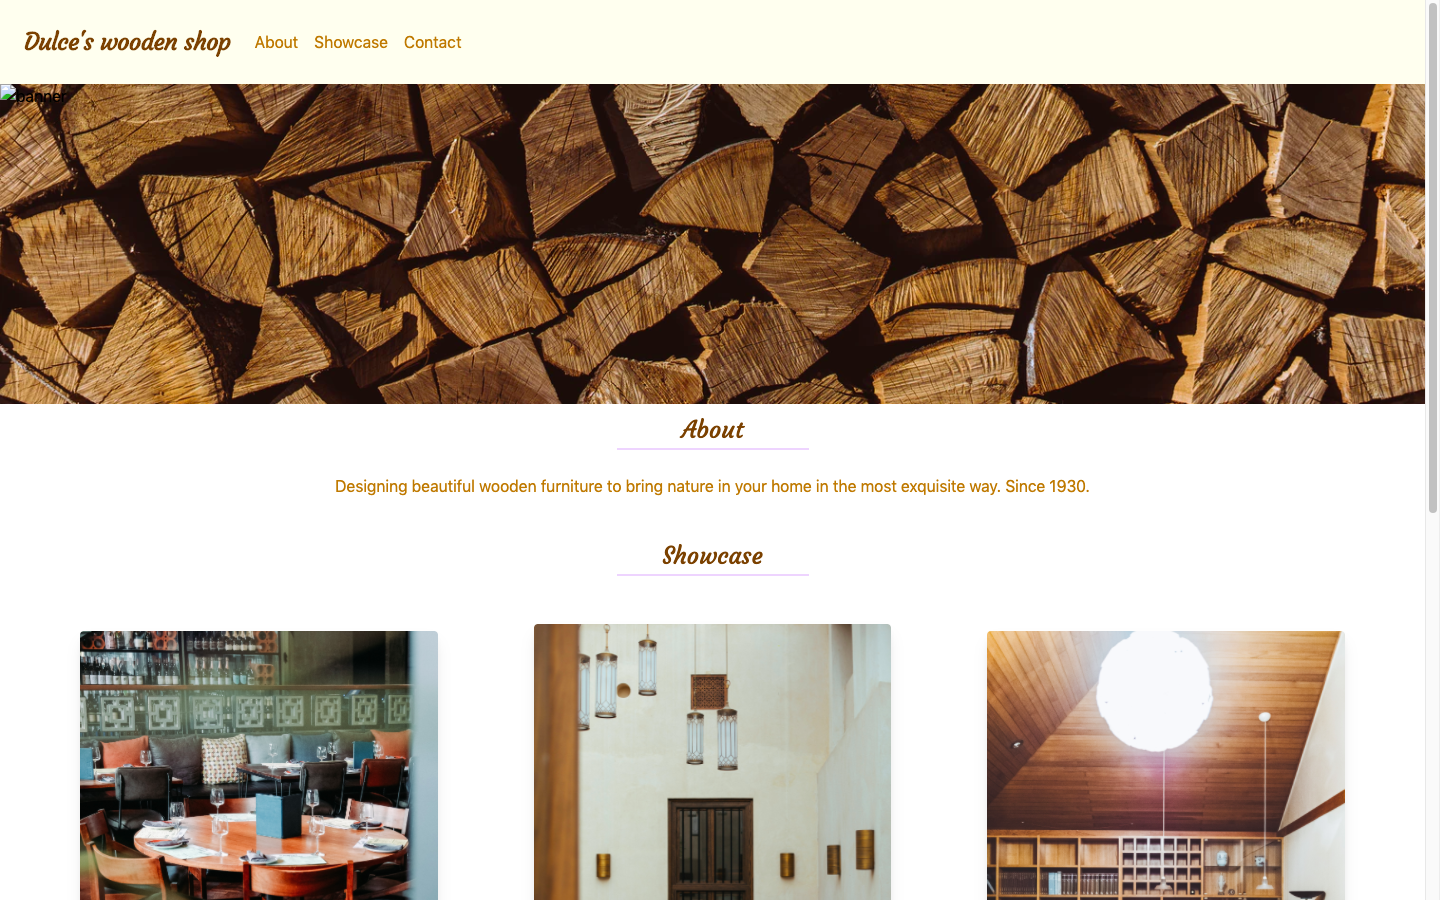 Dulce's wooden shop
About
Showcase
Contact
banner
About
Designing beautiful wooden furniture to bring nature in your home in the most exquisite way. Since 1930.
Showcase